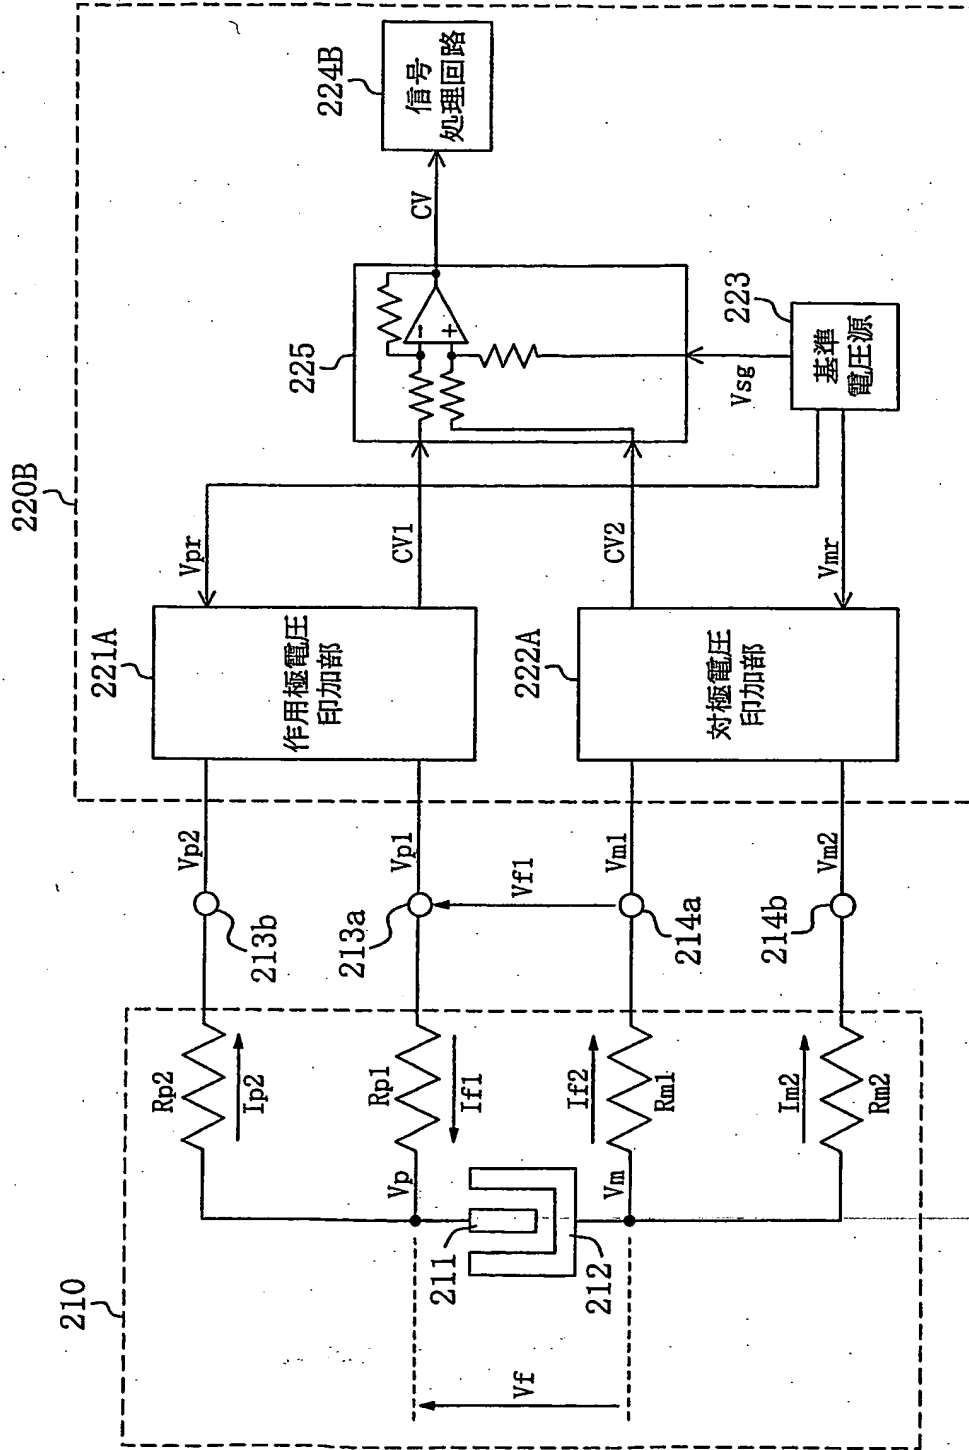 220B
224B
信号
処理回路
CV
225
-
+
223
基準
電圧源
Vsg
Vpr
CV1
CV2
Vmr
221A
作用極電圧
印加部
222A
対極電圧
印加部
Vp2
Vp1
Vm1
Vm2
213b
213a
Vf1
214a
214b
210
Rp2
Ip2
Rp1
If1
If2
Rm1
Im2
Rm2
Vp
Vm
211
212
Vf